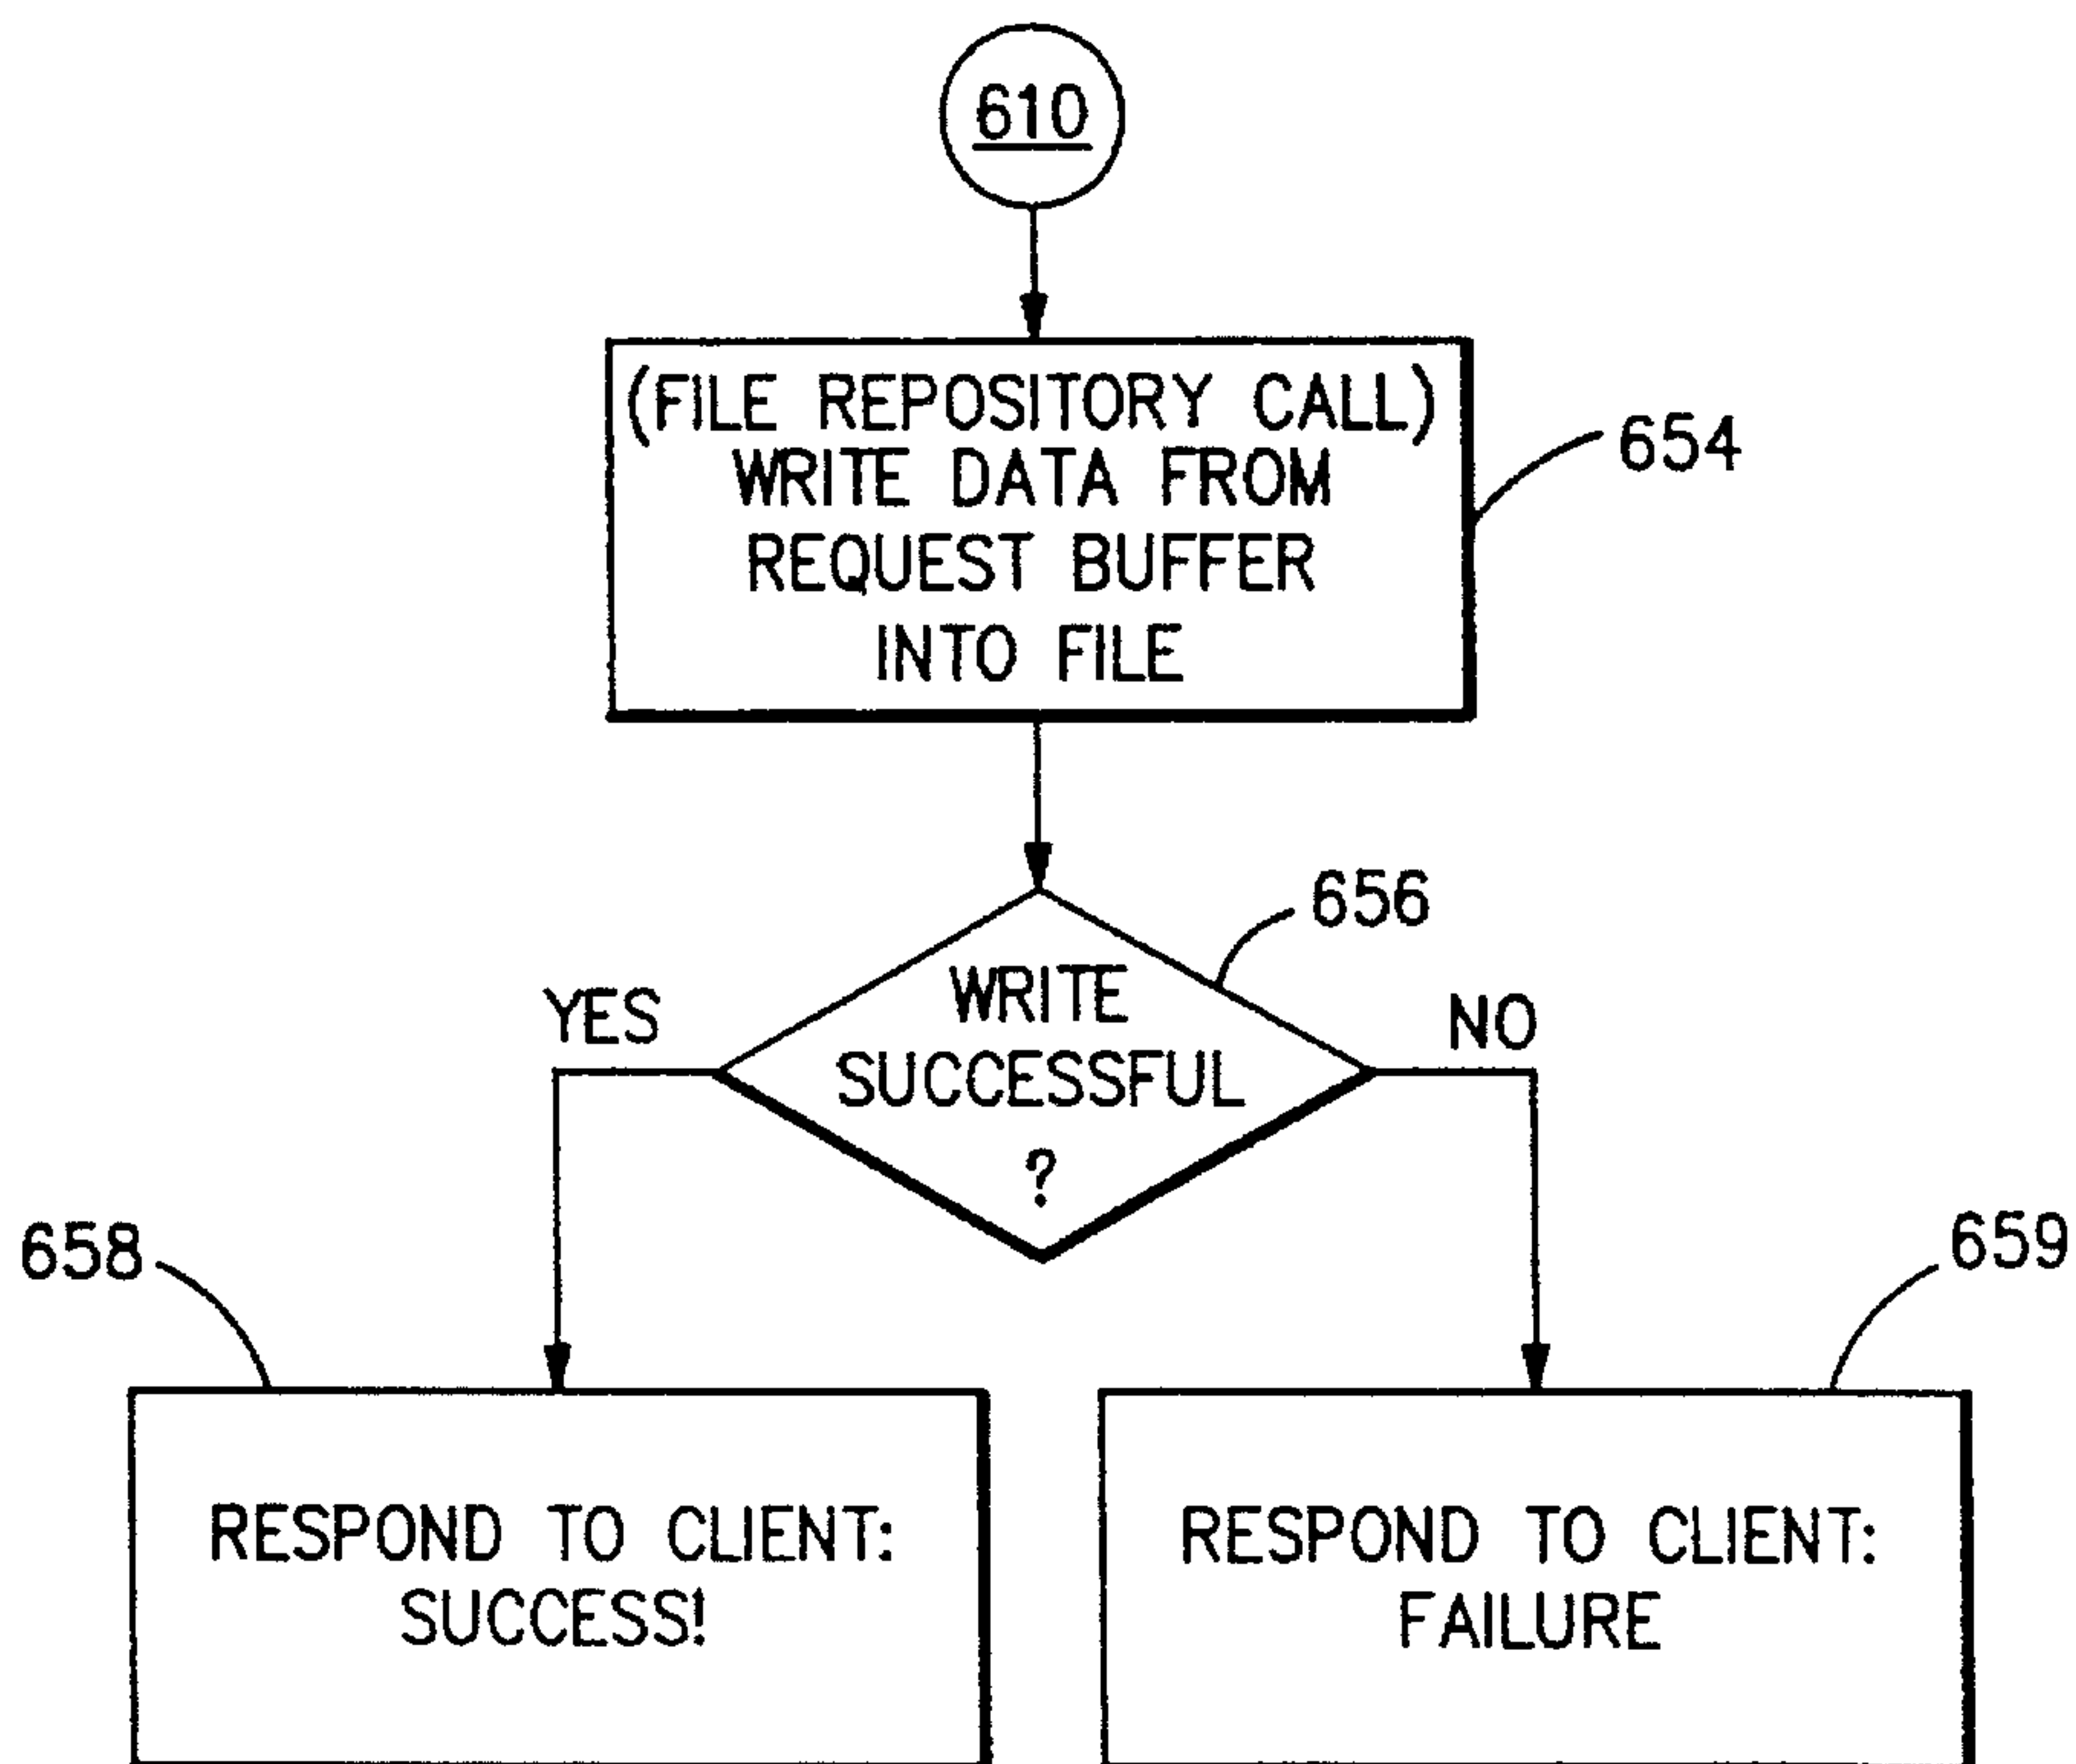 610
(FILE REPOSITORY CALL)
WRITE DATA FROM
REQUEST BUFFER
INTO FILE
654
656
WRITE
SUCCESSFUL
?
YES
NO
658
659
RESPOND TO CLIENT:
SUCCESS!
RESPOND TO CLIENT:
FAILURE